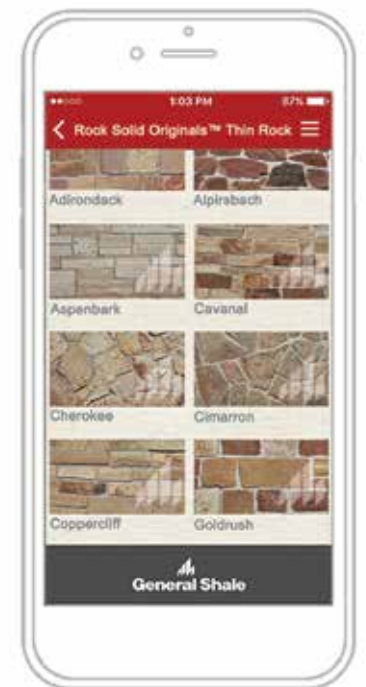 1:03 PM 87%
Rock Solid Originals™ Thin Rock
Adirondack Alpirsbach
Aspenbark Cavanal
Cherokee Cimarron
Coppercliff Goldrush
General Shale